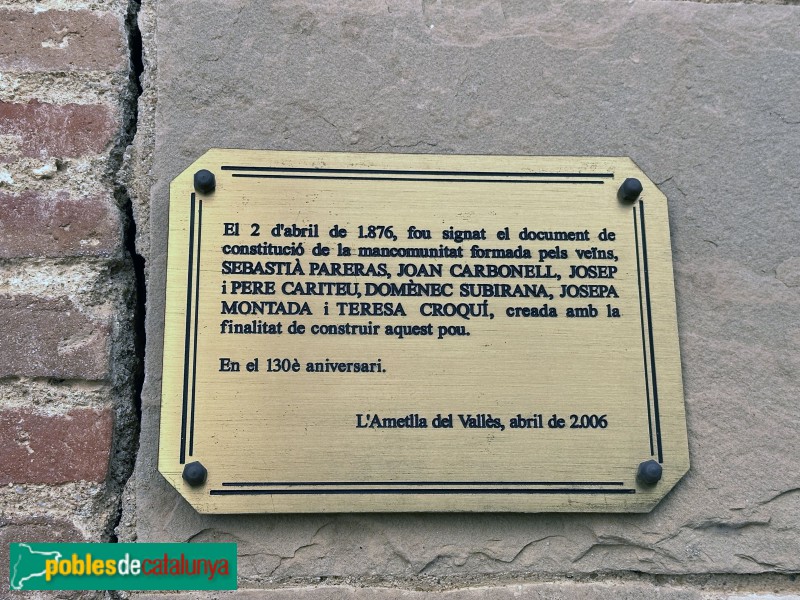 El 2 d'abril de 1.876, fou signat el document de
constitució de la mancomunitat formada pels veïns,
SEBASTIÀ PARERAS, JOAN CARBONELL, JOSEP
i PERE CARITEU, DOMÈNEC SUBIRANA, JOSEPA
MONTADA i TERESA CROQUÍ, creada amb la
finalitat de construir aquest pou.
En el 130è aniversari.
L'Ametlla del Vallès, abril de 2.006
poblesdecatalunya